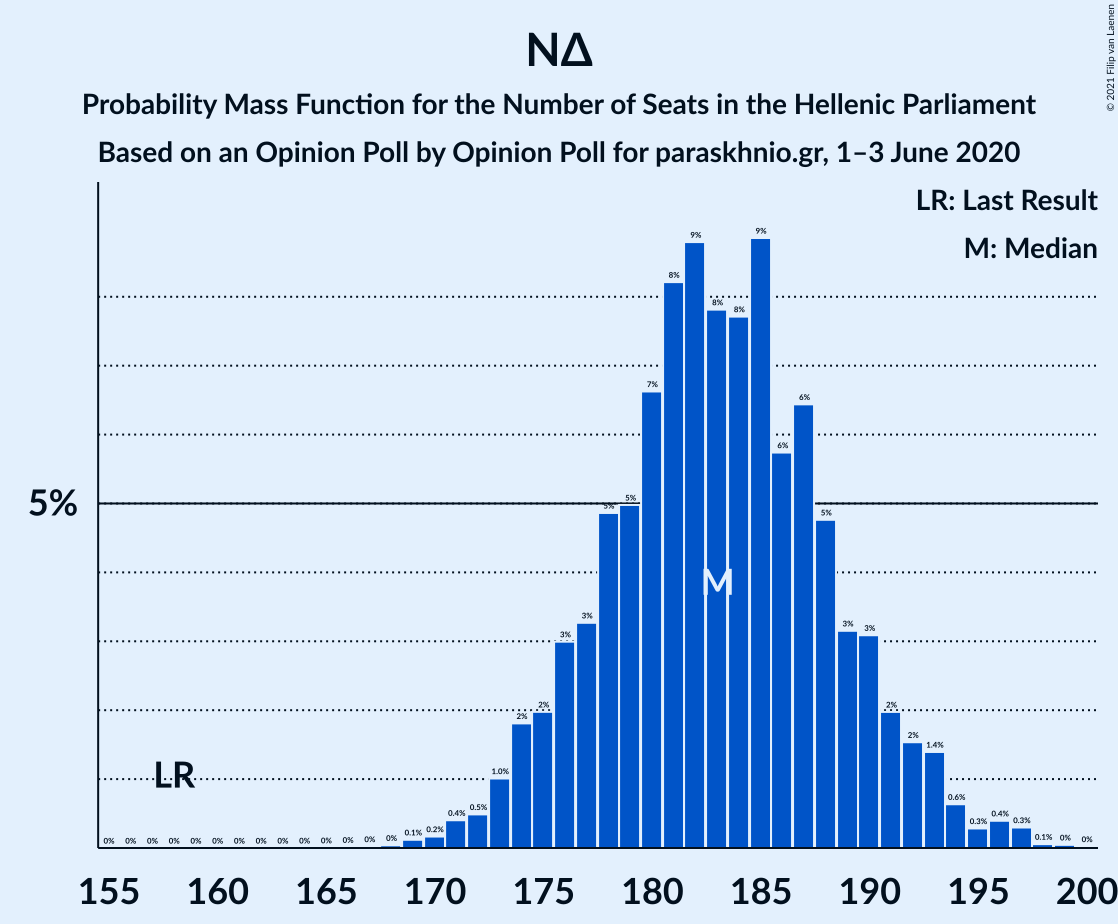 NΔ
Probability Mass Function for the Number of Seats in the Hellenic Parliament
Based on an Opinion Poll by Opinion Poll for paraskhnio.gr, 1–3 June 2020
© 2021 Filip van Laenen
LR: Last Result
M: Median
5%
LR
M
0% 0% 0% 0% 0% 0% 0% 0% 0% 0% 0% 0% 0% 0% 0.1% 0.2% 0.4% 0.5% 1.0% 2% 2% 3% 3% 5% 5% 7% 8% 9% 8% 8% 9% 6% 6% 5% 3% 3% 2% 2% 1.4% 0.6% 0.3% 0.4% 0.3% 0.1% 0% 0%
155 160 165 170 175 180 185 190 195 200